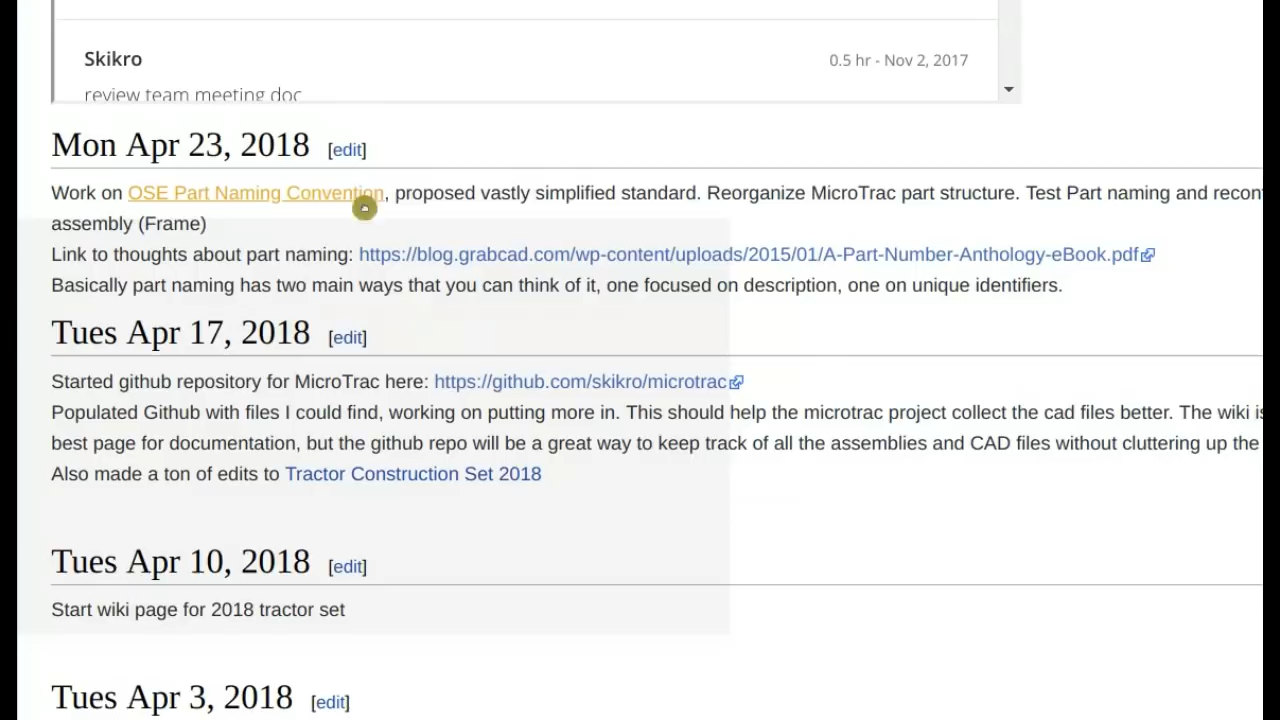 Skikro
0.5 hr - Nov 2, 2017
review team meeting doc
Mon Apr 23, 2018 [edit]
Work on OSE Part Naming Convention, proposed vastly simplified standard. Reorganize MicroTrac part structure. Test Part naming and
assembly (Frame)
Link to thoughts about part naming: https://blog.grabcad.com/wp-content/uploads/2015/01/A-Part-Number-Anthology-eBook.pdf
Basically part naming has two main ways that you can think of it, one focused on description, one on unique identifiers.
Tues Apr 17, 2018 [edit]
Started github repository for MicroTrac here: https://github.com/skikro/microtrac
Populated Github with files I could find, working on putting more in. This should help the microtrac project collect the cad files better. The wiki is
best page for documentation, but the github repo will be a great way to keep track of all the assemblies and CAD files without cluttering up the
Also made a ton of edits to Tractor Construction Set 2018
Tues Apr 10, 2018 [edit]
Start wiki page for 2018 tractor set
Tues Apr 3, 2018 [edit]